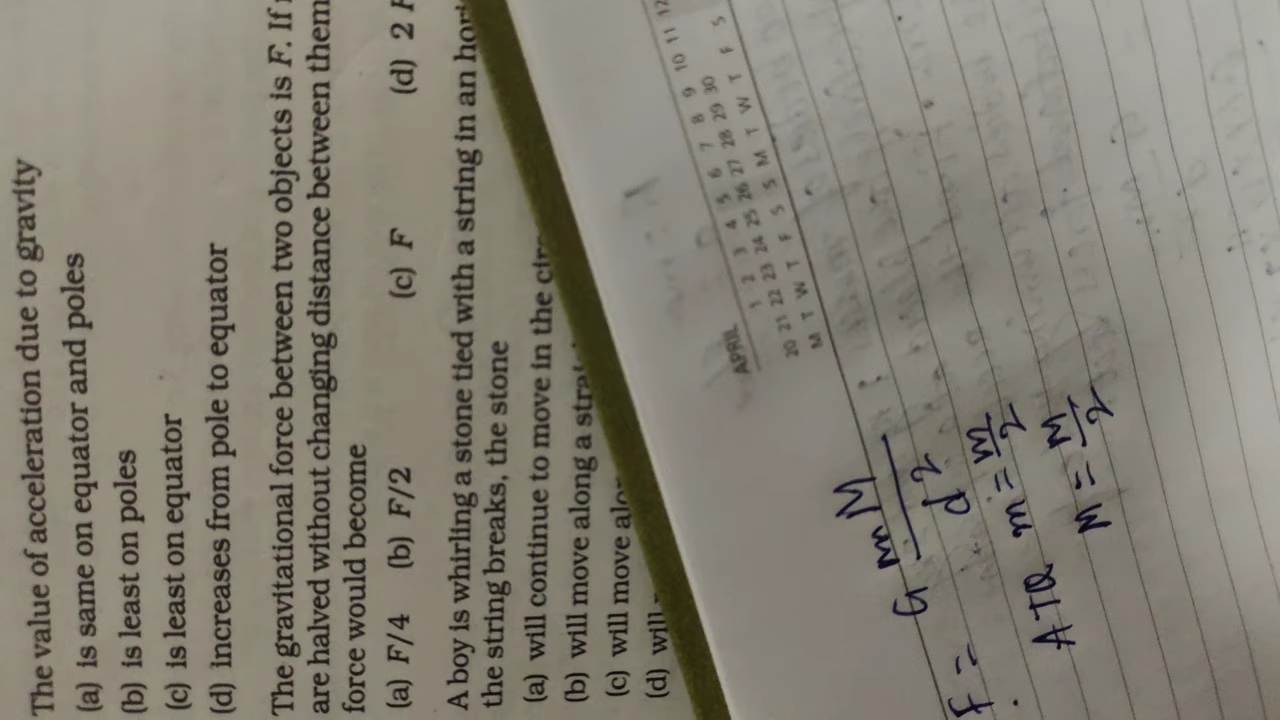 The value of acceleration due to gravity
(a) is same on equator and poles
(b) is least on poles
(c) is least on equator
(d) increases from pole to equator
The gravitational force between two objects is F. If
are halved without changing distance between them
force would become
(a) F/4 (b) F/2 (c) F (d) 2
A boy is whirling a stone tied with a string in an
the string breaks, the stone
(a) will continue to move in the
(b) will move along a
(c) will move
(d) will
APRIL
1 2 3 4 5 6 7 8 9 10 11 12
20 21 22 23 24 25 26 27 28 29 30
M T W T F S S M T W T F S
F = G mM / d2
ATQ m = m/2
M = M/2